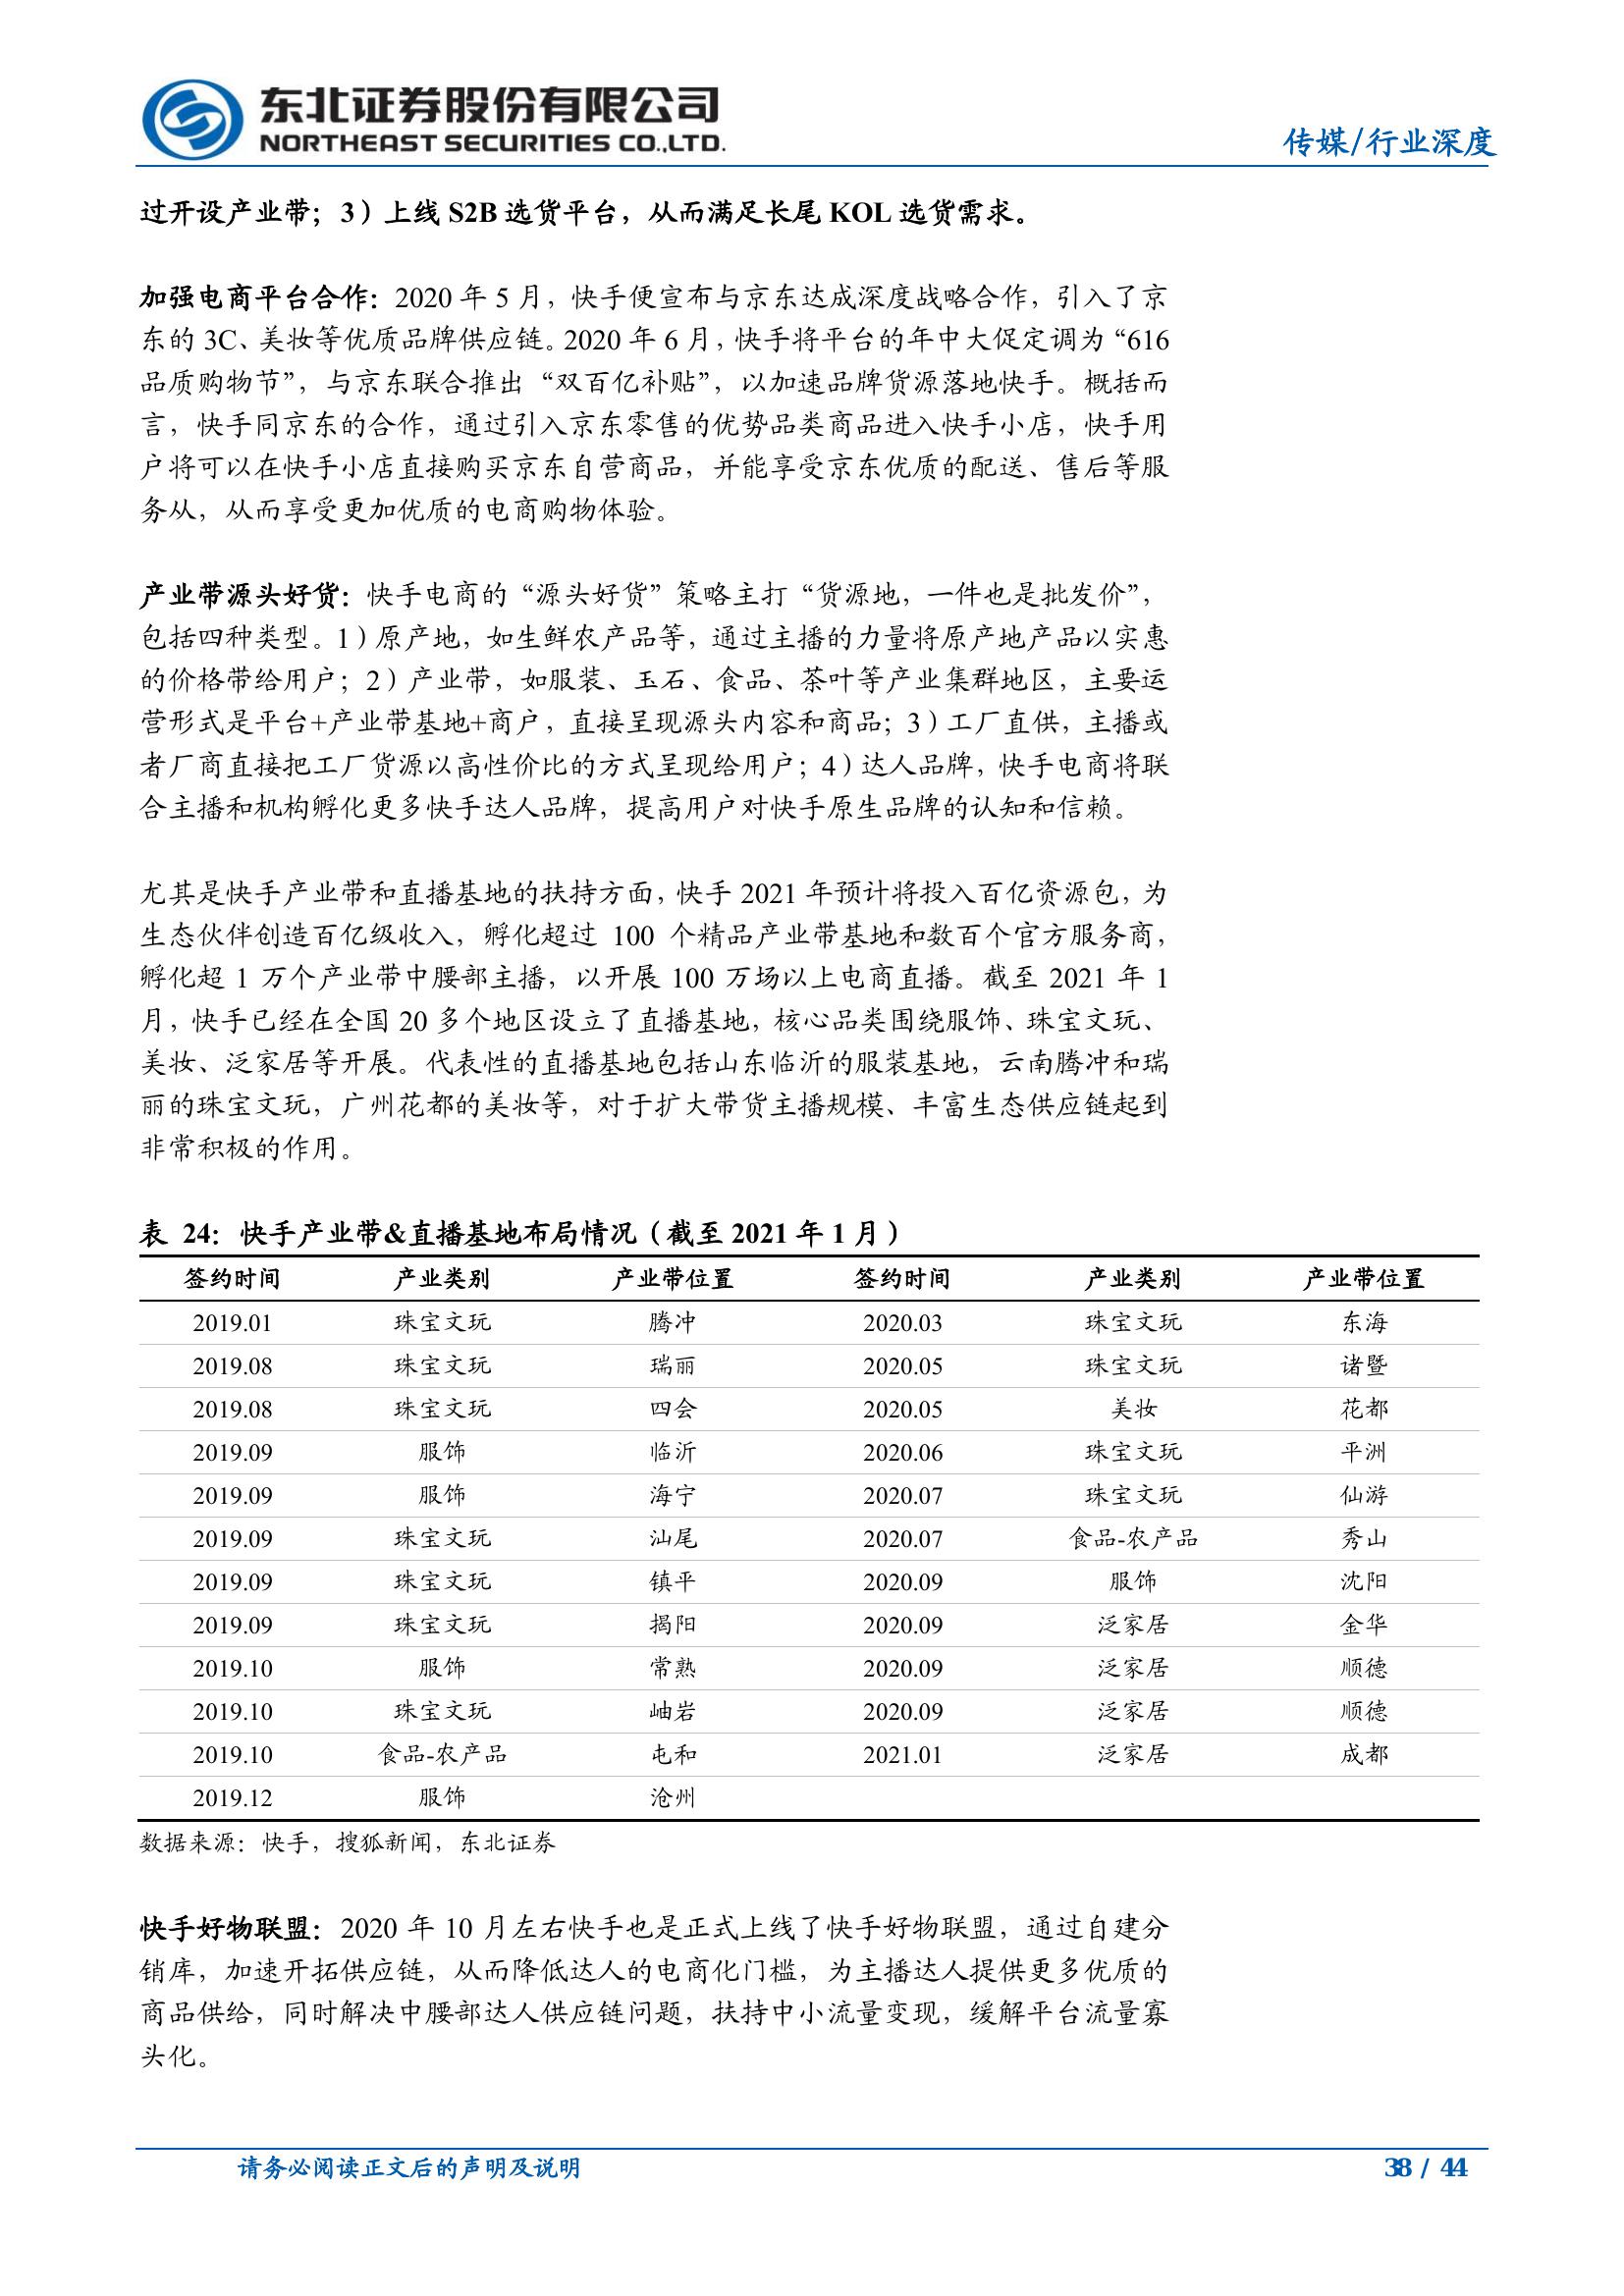 东北证券股份有限公司
NORTHEAST SECURITIES CO.,LTD.
传媒/行业深度
过开设产业带；3）上线 S2B 选货平台，从而满足长尾 KOL 选货需求。
加强电商平台合作：2020 年 5 月，快手便宣布与京东达成深度战略合作，引入了京
东的 3C、美妆等优质品牌供应链。2020 年 6 月，快手将平台的年中大促定调为“616
品质购物节”，与京东联合推出“双百亿补贴”，以加速品牌货源落地快手。概括而
言，快手同京东的合作，通过引入京东零售的优势品类商品进入快手小店，快手用
户将可以在快手小店直接购买京东自营商品，并能享受京东优质的配送、售后等服
务从，从而享受更加优质的电商购物体验。
产业带源头好货：快手电商的“源头好货”策略主打“货源地，一件也是批发价”，
包括四种类型。1）原产地，如生鲜农产品等，通过主播的力量将原产地产品以实惠
的价格带给用户；2）产业带，如服装、玉石、食品、茶叶等产业集群地区，主要运
营形式是平台+产业带基地+商户，直接呈现源头内容和商品；3）工厂直供，主播或
者厂商直接把工厂货源以高性价比的方式呈现给用户；4）达人品牌，快手电商将联
合主播和机构孵化更多快手达人品牌，提高用户对快手原生品牌的认知和信赖。
尤其是快手产业带和直播基地的扶持方面，快手 2021 年预计将投入百亿资源包，为
生态伙伴创造百亿级收入，孵化超过 100 个精品产业带基地和数百个官方服务商，
孵化超 1 万个产业带中腰部主播，以开展 100 万场以上电商直播。截至 2021 年 1
月，快手已经在全国 20 多个地区设立了直播基地，核心品类围绕服饰、珠宝文玩、
美妆、泛家居等开展。代表性的直播基地包括山东临沂的服装基地，云南腾冲和瑞
丽的珠宝文玩，广州花都的美妆等，对于扩大带货主播规模、丰富生态供应链起到
非常积极的作用。
表 24：快手产业带&直播基地布局情况（截至 2021 年 1 月）
签约时间 产业类别 产业带位置 签约时间 产业类别 产业带位置
2019.01 珠宝文玩 腾冲 2020.03 珠宝文玩 东海
2019.08 珠宝文玩 瑞丽 2020.05 珠宝文玩 诸暨
2019.08 珠宝文玩 四会 2020.05 美妆 花都
2019.09 服饰 临沂 2020.06 珠宝文玩 平洲
2019.09 服饰 海宁 2020.07 珠宝文玩 仙游
2019.09 珠宝文玩 汕尾 2020.07 食品-农产品 秀山
2019.09 珠宝文玩 镇平 2020.09 服饰 沈阳
2019.09 珠宝文玩 揭阳 2020.09 泛家居 金华
2019.10 服饰 常熟 2020.09 泛家居 顺德
2019.10 珠宝文玩 岫岩 2020.09 泛家居 顺德
2019.10 食品-农产品 屯和 2021.01 泛家居 成都
2019.12 服饰 沧州
数据来源：快手，搜狐新闻，东北证券
快手好物联盟：2020 年 10 月左右快手也是正式上线了快手好物联盟，通过自建分
销库，加速开拓供应链，从而降低达人的电商化门槛，为主播达人提供更多优质的
商品供给，同时解决中腰部达人供应链问题，扶持中小流量变现，缓解平台流量寡
头化。
请务必阅读正文后的声明及说明
38 / 44